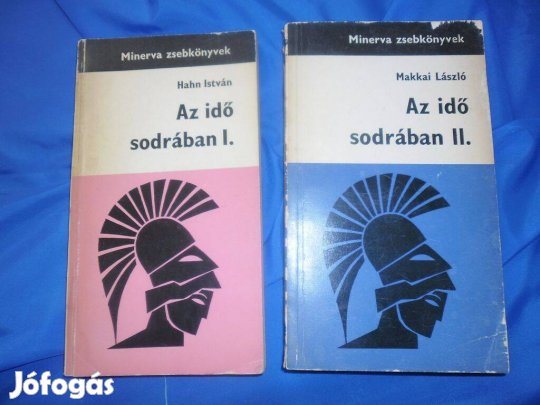 Minerva zsebkönyvek
Hahn István
Az idő
sodrában I.
Minerva zsebkönyvek
Makkai László
Az idő
sodrában II.
Jófogás